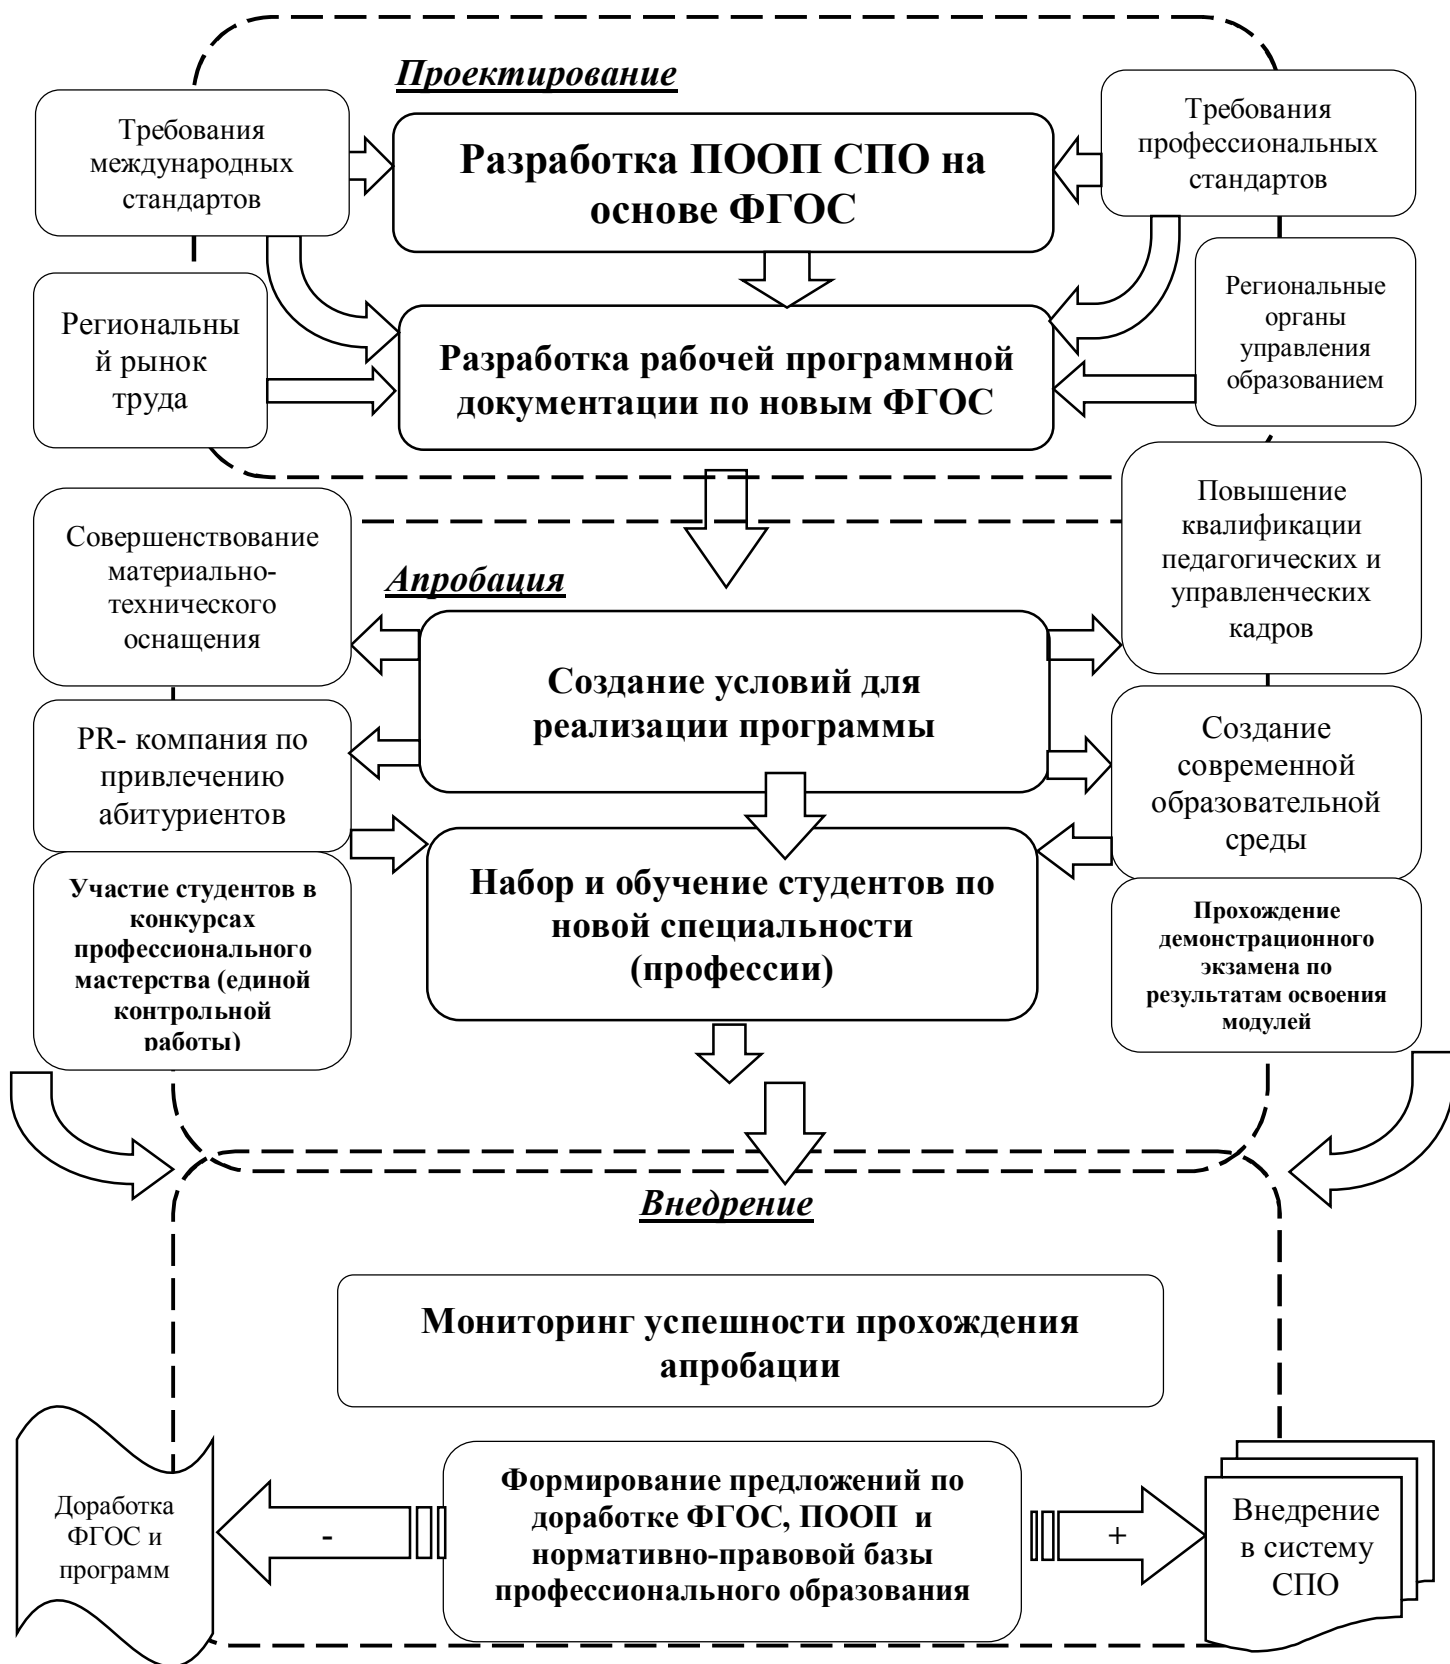 Проектирование
Требования
международных
стандартов
Разработка ПООП СПО на
основе ФГОС
Требования
профессиональных
стандартов
Региональны
й рынок
труда
Разработка рабочей программной
документации по новым ФГОС
Региональные
органы
управления
образованием
Совершенствование
материально-
технического
оснащения
Апробация
Повышение
квалификации
педагогических и
управленческих
кадров
Создание условий для
реализации программы
PR- компания по
привлечению
абитуриентов
Создание
современной
образовательной
среды
Набор и обучение студентов по
новой специальности
(профессии)
Участие студентов в
конкурсах
профессионального
мастерства (единой
контрольной
работы)
Прохождение
демонстрационного
экзамена по
результатам освоения
модулей
Внедрение
Мониторинг успешности прохождения
апробации
Доработка
ФГОС и
программ
-
Формирование предложений по
доработке ФГОС, ПООП и
нормативно-правовой базы
профессионального образования
+
Внедрение
в систему
СПО